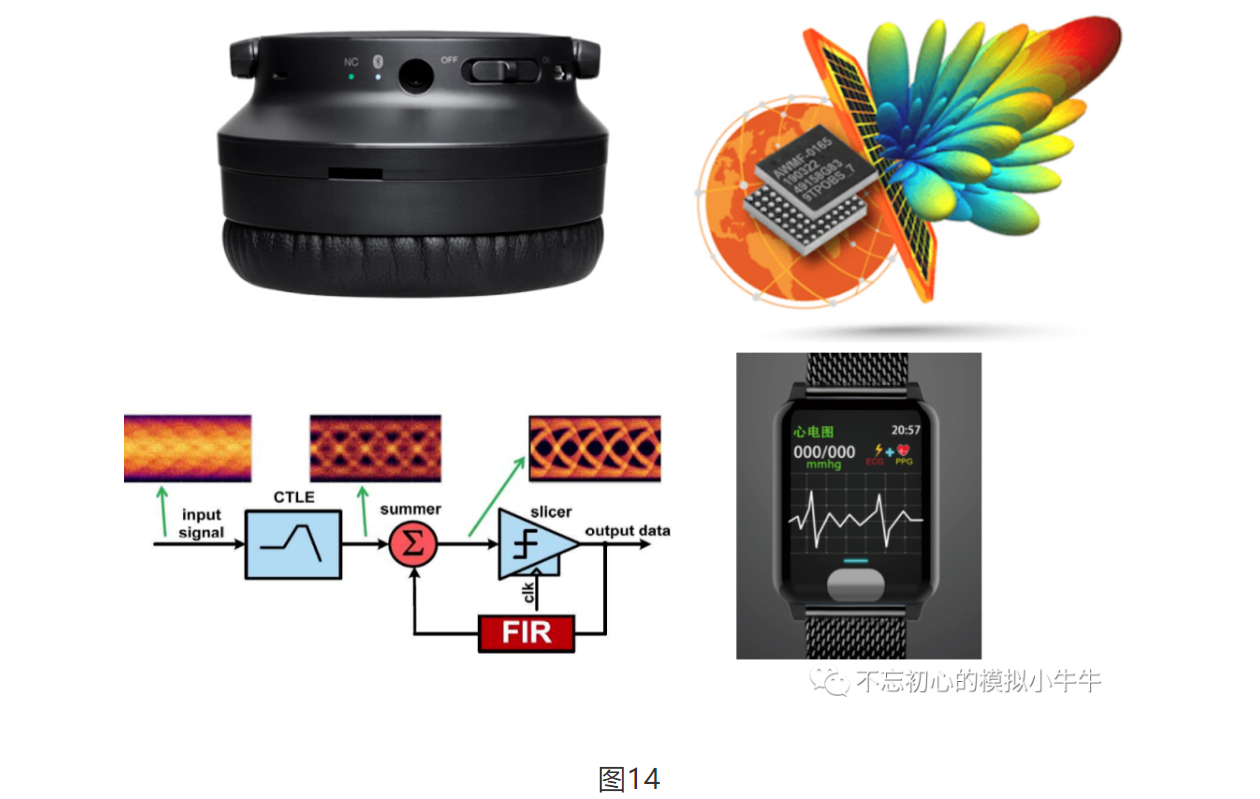 NC
OFF
AWMF-0165
190322
49158G83
9TPOBS_7
CTLE
input
signal
summer
Σ
slicer
output data
clk
FIR
心电图
20:57
000/000
mmhg
ECG
PPG
不忘初心的模拟小牛牛
图14